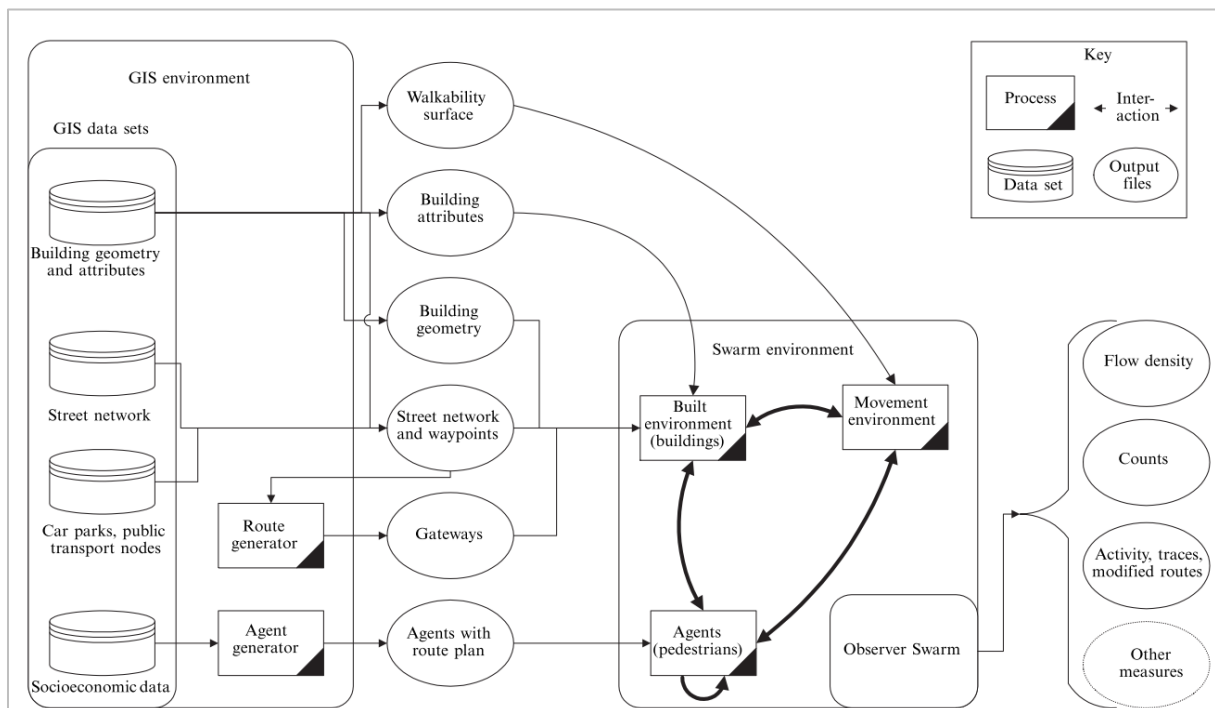 GIS environment
GIS data sets
Building geometry
and attributes
Street network
Car parks, public
transport nodes
Socioeconomic data
Route
generator
Agent
generator
Walkability
surface
Building
attributes
Building
geometry
Street network
and waypoints
Gateways
Agents with
route plan
Swarm environment
Built
environment
(buildings)
Movement
environment
Agents
(pedestrians)
Observer Swarm
Key
Process
Inter-
action
Data set
Output
files
Flow density
Counts
Activity, traces,
modified routes
Other
measures